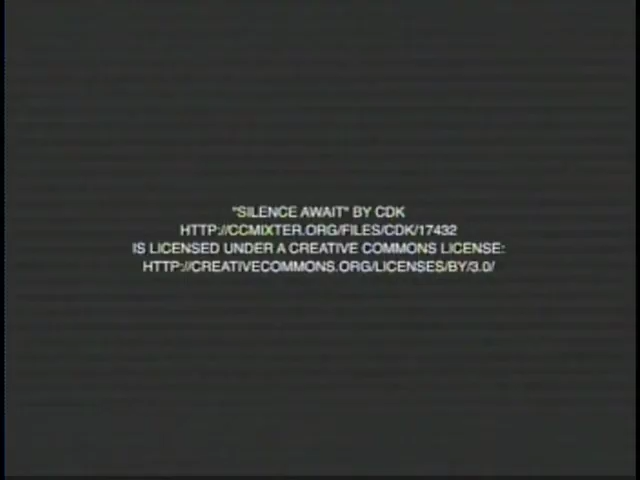 "SILENCE AWAIT" BY CDK
HTTP://CCMIXTER.ORG/FILES/CDK/17432
IS LICENSED UNDER A CREATIVE COMMONS LICENSE:
HTTP://CREATIVECOMMONS.ORG/LICENSES/BY/3.0/